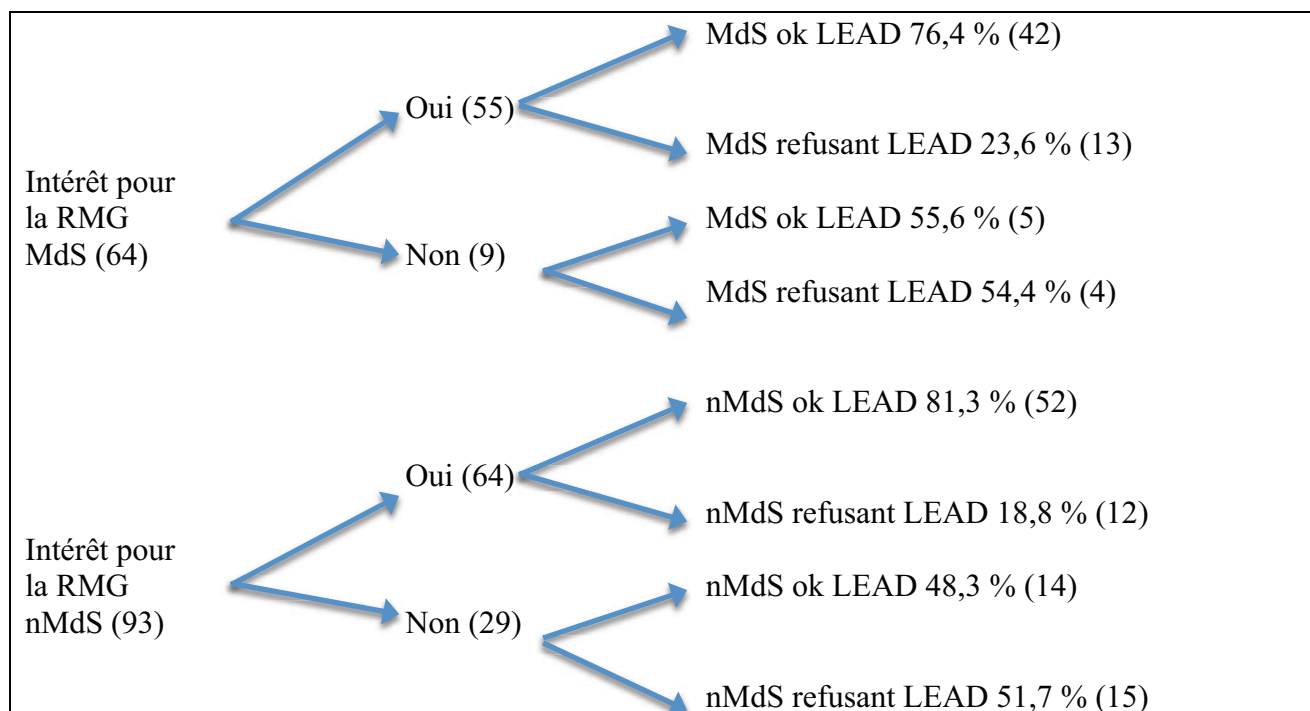 MdS ok LEAD 76,4 % (42)
Oui (55)
MdS refusant LEAD 23,6 % (13)
Intérêt pour
la RMG
MdS (64)
MdS ok LEAD 55,6 % (5)
Non (9)
MdS refusant LEAD 54,4 % (4)
nMdS ok LEAD 81,3 % (52)
Oui (64)
nMdS refusant LEAD 18,8 % (12)
Intérêt pour
la RMG
nMdS (93)
nMdS ok LEAD 48,3 % (14)
Non (29)
nMdS refusant LEAD 51,7 % (15)